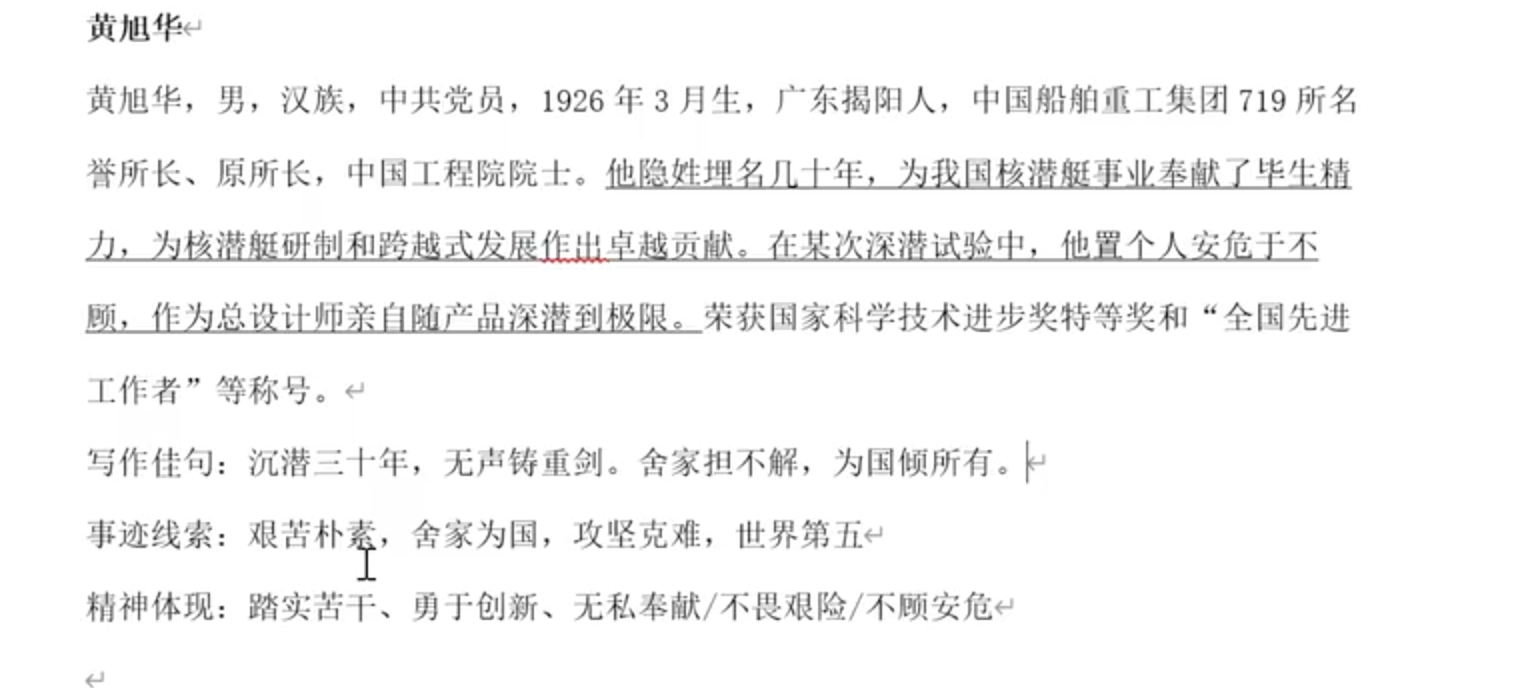 黄旭华
黄旭华，男，汉族，中共党员，1926 年 3 月生，广东揭阳人，中国船舶重工集团 719 所名
誉所长、原所长，中国工程院院士。他隐姓埋名几十年，为我国核潜艇事业奉献了毕生精
力，为核潜艇研制和跨越式发展作出卓越贡献。在某次深潜试验中，他置个人安危于不
顾，作为总设计师亲自随产品深潜到极限。荣获国家科学技术进步奖特等奖和“全国先进
工作者”等称号。
写作佳句：沉潜三十年，无声铸重剑。舍家担不解，为国倾所有。
事迹线索：艰苦朴素，舍家为国，攻坚克难，世界第五
精神体现：踏实苦干、勇于创新、无私奉献/不畏艰险/不顾安危